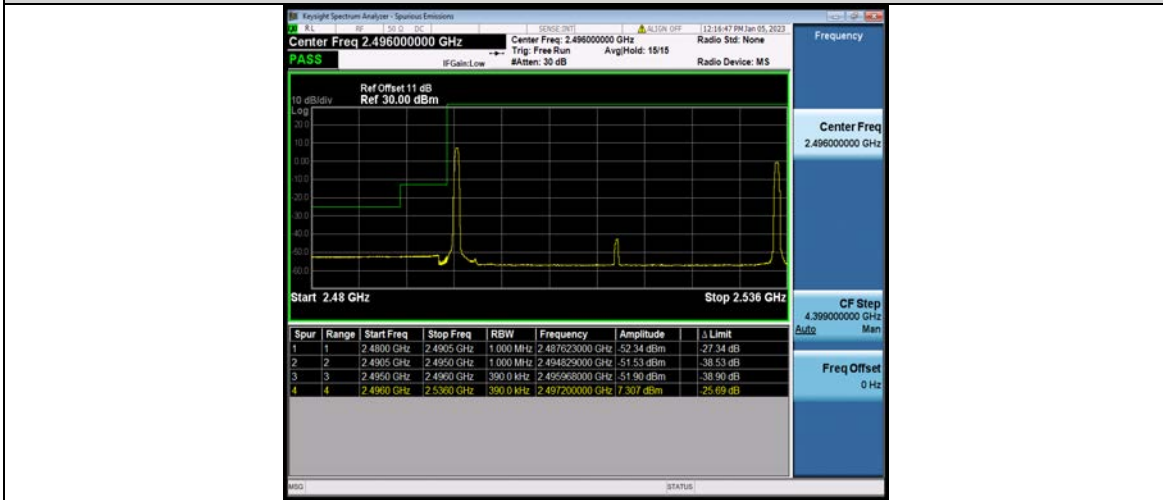 Keysight Spectrum Analyzer - Spurious Emissions
RL RF 50 Ω DC SENSE:INT ALIGN OFF 12:16:47 PM Jan 05, 2023
Center Freq 2.496000000 GHz
Center Freq: 2.496000000 GHz
Radio Std: None
Trig: Free Run Avg|Hold: 15/15
PASS
IFGain:Low
#Atten: 30 dB
Radio Device: MS
Frequency
Ref Offset 11 dB
10 dB/div Ref 30.00 dBm
Log
20.0
10.0
0.00
-10.0
-20.0
-30.0
-40.0
-50.0
-60.0
Start 2.48 GHz Stop 2.536 GHz
Center Freq
2.496000000 GHz
CF Step
4.399000000 GHz
Auto Man
Freq Offset
0 Hz
Spur Range Start Freq Stop Freq RBW Frequency Amplitude Δ Limit
1 1 2.4800 GHz 2.4905 GHz 1.000 MHz 2.487623000 GHz -52.34 dBm -27.34 dB
2 2 2.4905 GHz 2.4950 GHz 1.000 MHz 2.494829000 GHz -51.53 dBm -38.53 dB
3 3 2.4950 GHz 2.4960 GHz 390.0 kHz 2.495968000 GHz -51.90 dBm -38.90 dB
4 4 2.4960 GHz 2.5360 GHz 390.0 kHz 2.497200000 GHz 7.307 dBm -25.69 dB
MSG STATUS